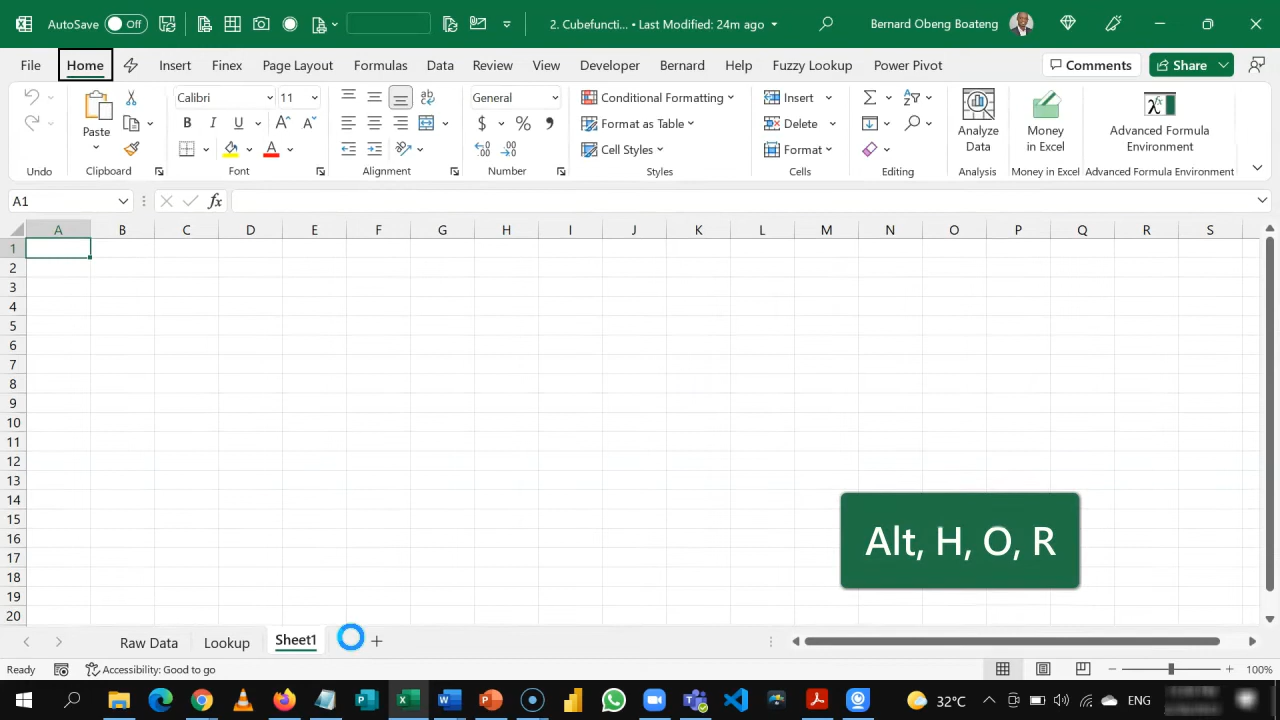 AutoSave Off 2. Cubefuncti... • Last Modified: 24m ago Bernard Obeng Boateng
File Home Insert Finex Page Layout Formulas Data Review View Developer Bernard Help Fuzzy Lookup Power Pivot Comments Share
Calibri 11 General Conditional Formatting Insert
Paste B I U Format as Table Delete Analyze Data Money in Excel Advanced Formula Environment
Cell Styles Format
Undo Clipboard Font Alignment Number Styles Cells Editing Analysis Money in Excel Advanced Formula Environment
A1 fx
A B C D E F G H I J K L M N O P Q R S
1
2
3
4
5
6
7
8
9
10
11
12
13
14
15
16
17
18
19
20
Alt, H, O, R
Raw Data Lookup Sheet1
Ready Accessibility: Good to go 100%
32°C ENG